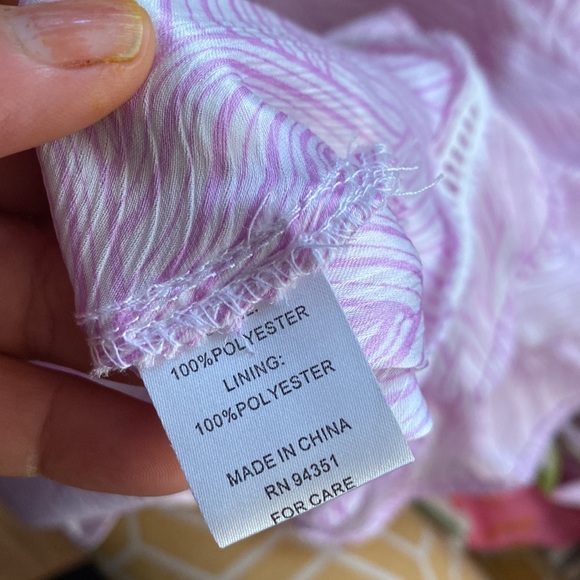 100%POLYESTER
LINING:
100%POLYESTER
MADE IN CHINA
RN 94351
FOR CARE